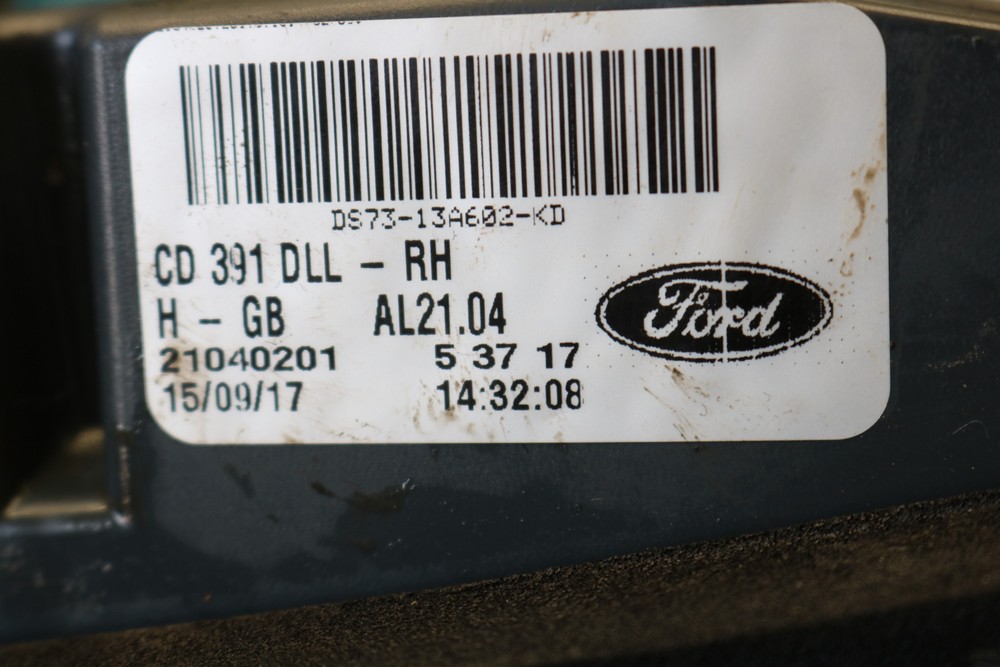 DS73-13A602-KD
CD 391 DLL - RH
H - GB AL21.04
21040201 5 37 17
15/09/17 14:32:08
Ford